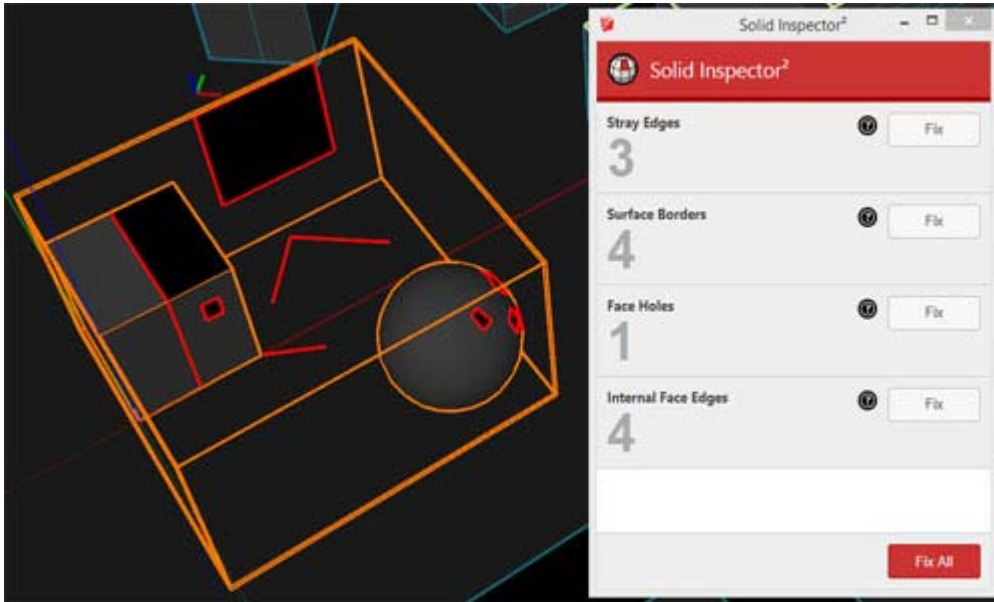 Solid Inspector²
Solid Inspector²
Stray Edges
Fix
3
Surface Borders
Fix
4
Face Holes
Fix
1
Internal Face Edges
Fix
4
Fix All